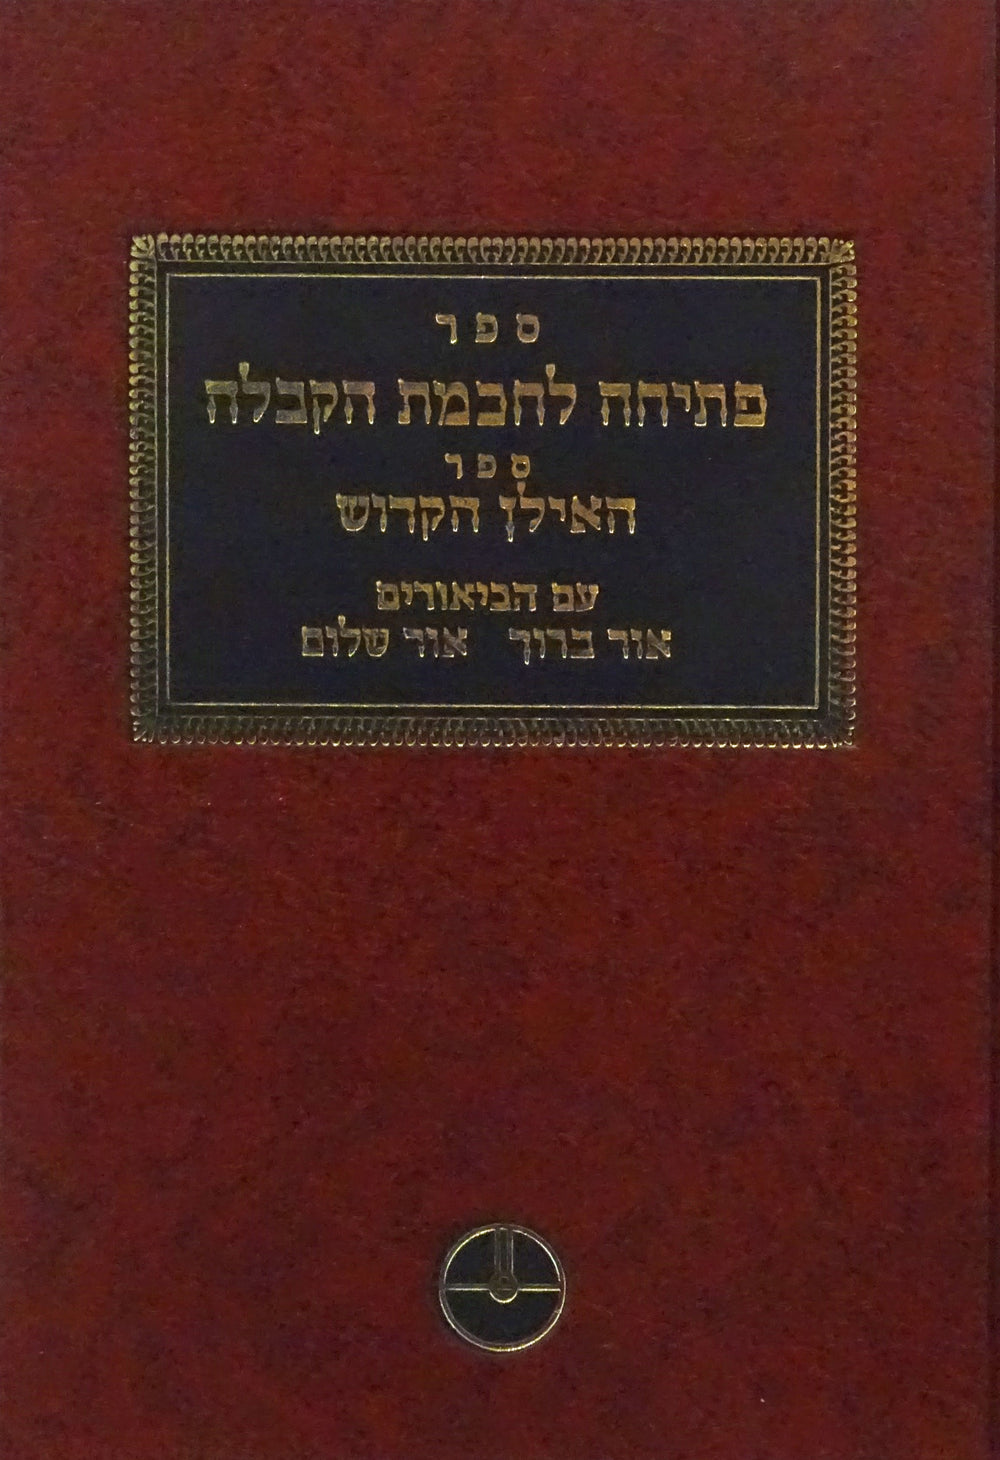 ספר
פתיחה לחכמת הקבלה
ספר
האילן הקדוש
עם הביאורים
אור ברוך אור שלום